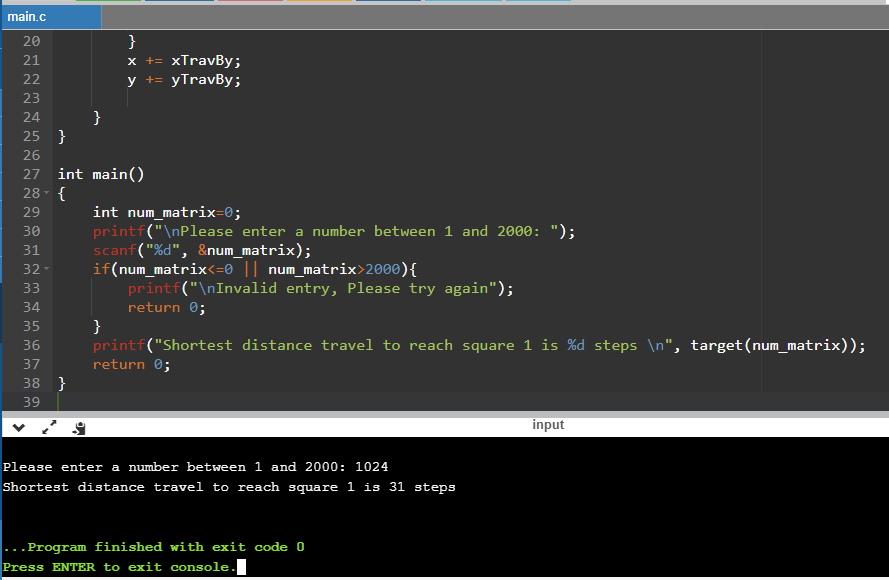 main.c
20 }
21 x += xTravBy;
22 y += yTravBy;
23
24 }
25 }
26
27 int main()
28 {
29 int num_matrix=0;
30 printf("\nPlease enter a number between 1 and 2000: ");
31 scanf("%d", &num_matrix);
32 if(num_matrix<=0 || num_matrix>2000){
33 printf("\nInvalid entry, Please try again");
34 return 0;
35 }
36 printf("Shortest distance travel to reach square 1 is %d steps \n", target(num_matrix));
37 return 0;
38 }
39
input
Please enter a number between 1 and 2000: 1024
Shortest distance travel to reach square 1 is 31 steps
...Program finished with exit code 0
Press ENTER to exit console.